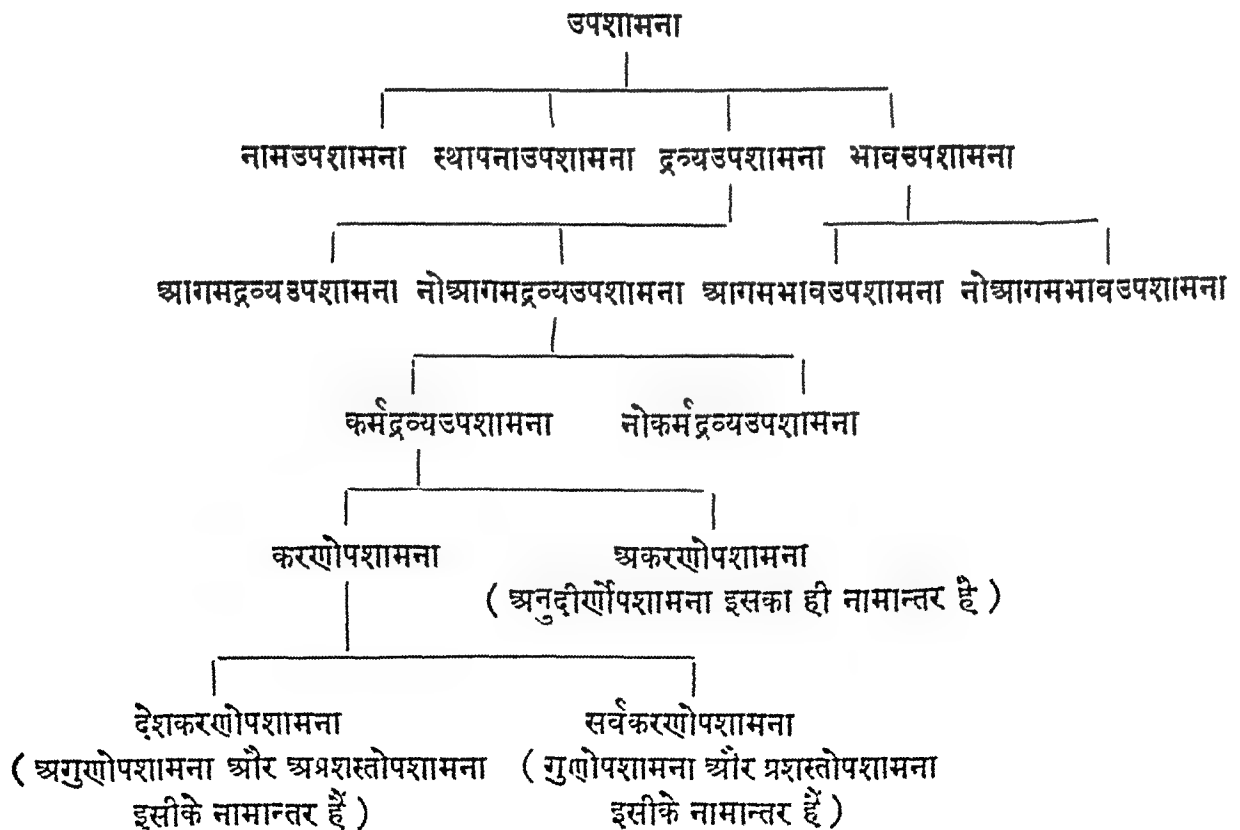 उपशामना
नामउपशामना स्थापनाउपशामना द्रव्यउपशामना भावउपशामना
आगमद्रव्यउपशामना नोआगमद्रव्यउपशामना आगमभावउपशामना नोआगमभावउपशामना
कर्मद्रव्यउपशामना नोकर्मद्रव्यउपशामना
करणोपशामना अकरणोपशामना
( अनुदीर्णोपशामना इसका ही नामान्तर है )
देशकरणोपशामना सर्वकरणोपशामना
( अगुणोपशामना और अप्रशस्तोपशामना ( गुणोपशामना और प्रशस्तोपशामना
इसीके नामान्तर हैं ) इसीके नामान्तर हैं )